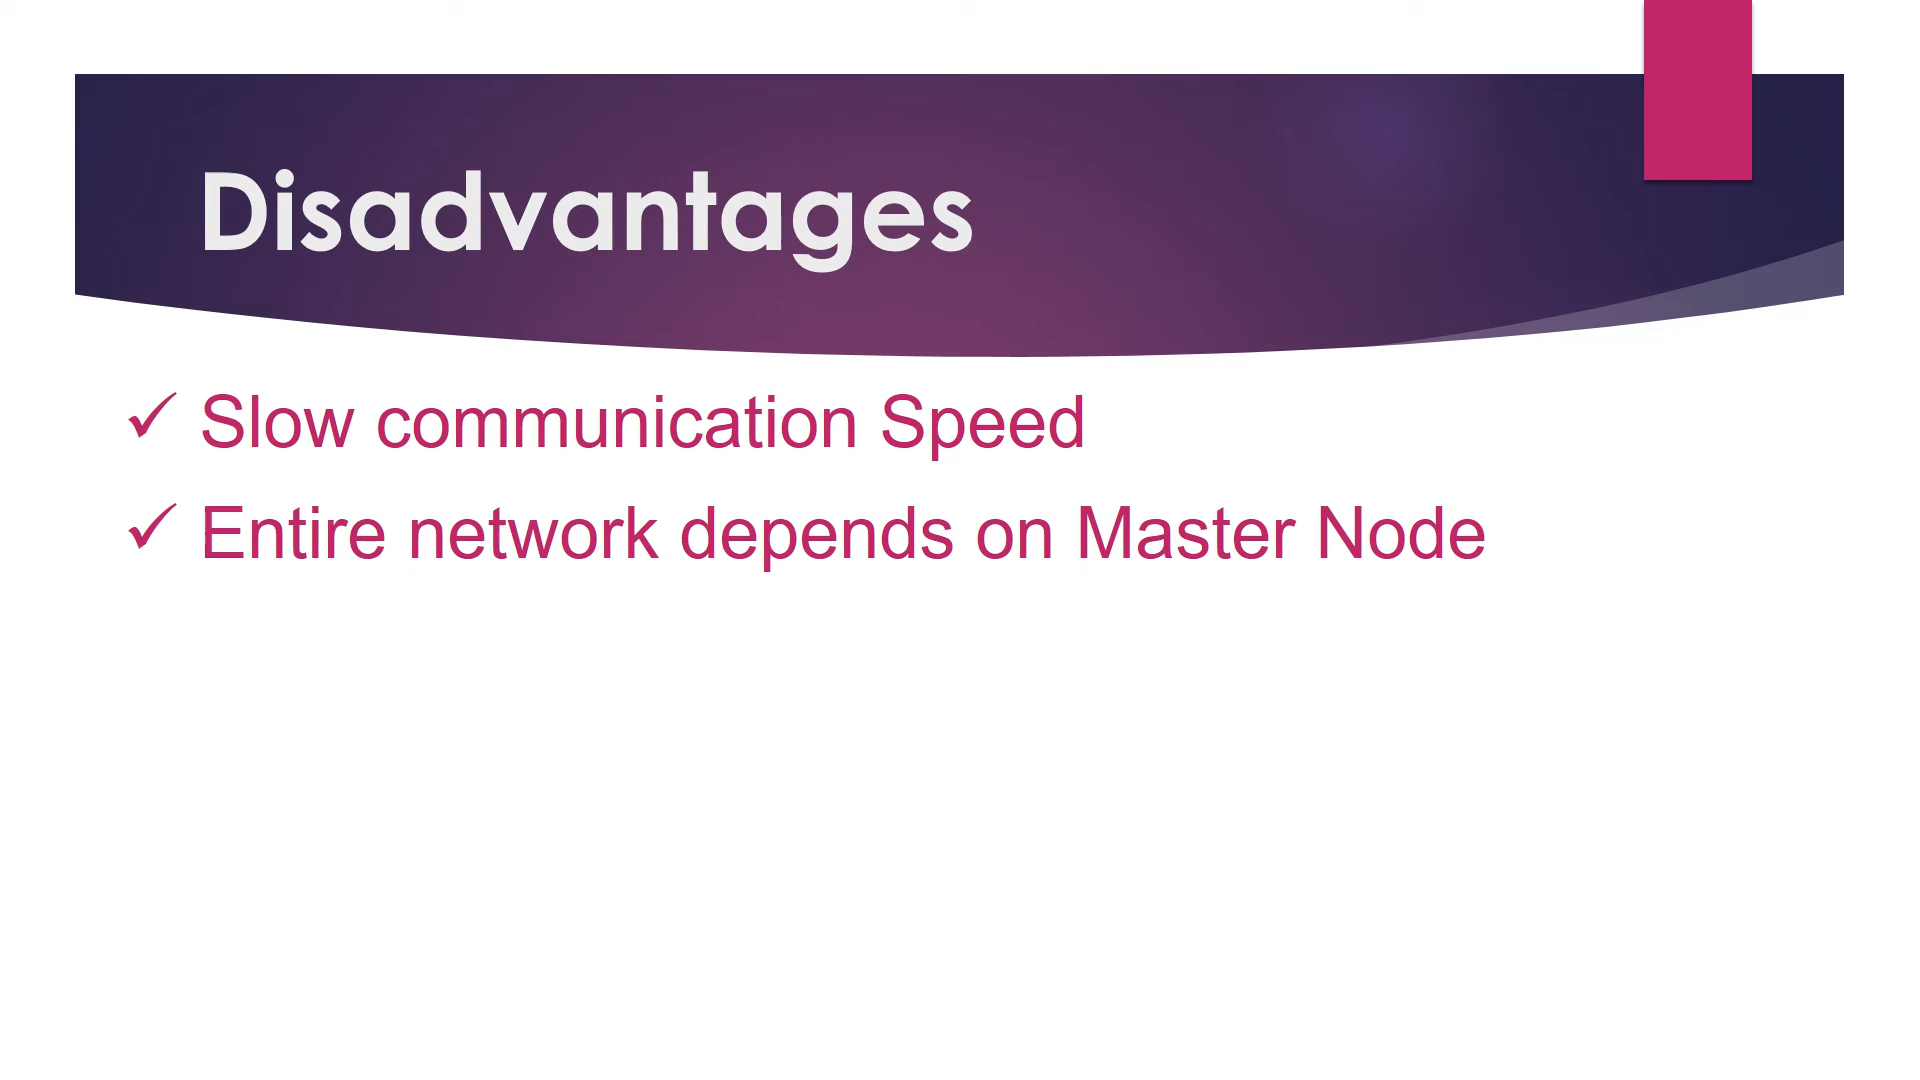 Disadvantages
✓ Slow communication Speed
✓ Entire network depends on Master Node